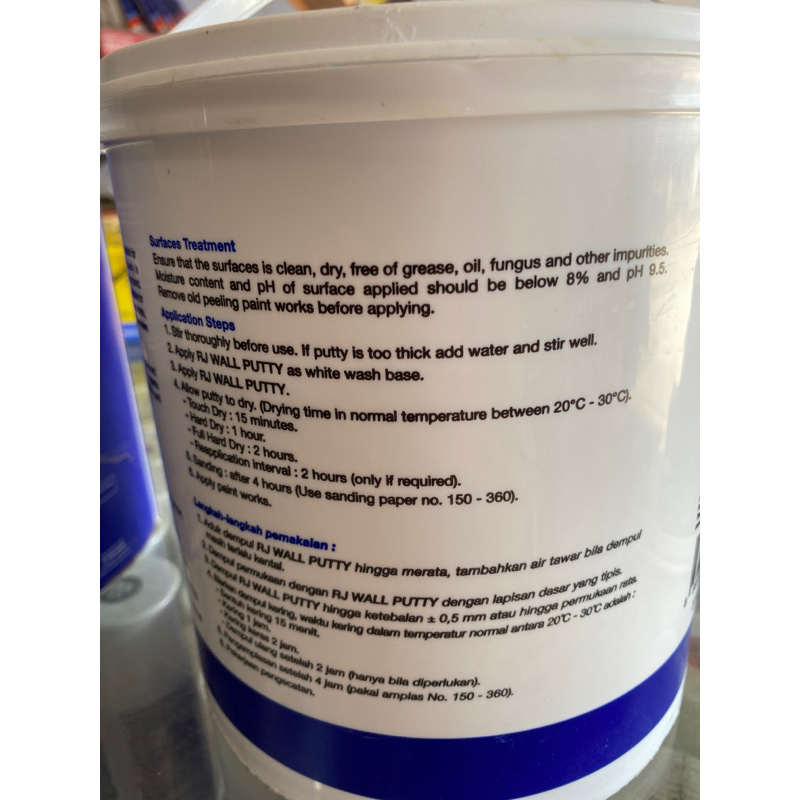 Surfaces Treatment
Ensure that the surfaces is clean, dry, free of grease, oil, fungus and other impurities.
Moisture content and pH of surface applied should be below 8% and pH 9.5.
Remove old peeling paint works before applying.
Application Steps
1. Stir thoroughly before use. If putty is too thick add water and stir well.
2. Apply RJ WALL PUTTY as white wash base.
3. Apply RJ WALL PUTTY.
4. Allow putty to dry. (Drying time in normal temperature between 20°C - 30°C).
- Touch Dry : 15 minutes.
- Hard Dry : 1 hour.
- Full Hard Dry : 2 hours.
- Reapplication interval : 2 hours (only if required).
5. Sanding : after 4 hours (Use sanding paper no. 150 - 360).
6. Apply paint works.
Langkah-langkah pemakaian :
1. Aduk dempul RJ WALL PUTTY hingga merata, tambahkan air tawar bila dempul
masih terlalu kental.
2. Dempul permukaan dengan RJ WALL PUTTY dengan lapisan dasar yang tipis.
3. Dempul RJ WALL PUTTY hingga ketebalan ± 0,5 mm atau hingga permukaan rata.
4. dempul kering, waktu kering dalam temperatur normal antara 20°C - 30°C adalah :
- kering 15 menit.
- Kering 1 jam.
- Kering keras 2 jam.
- Dempul ulang setelah 2 jam (hanya bila diperlukan).
5. Pengamplasan setelah 4 jam (pakai amplas No. 150 - 360).
6. Pekerjaan pengecatan.